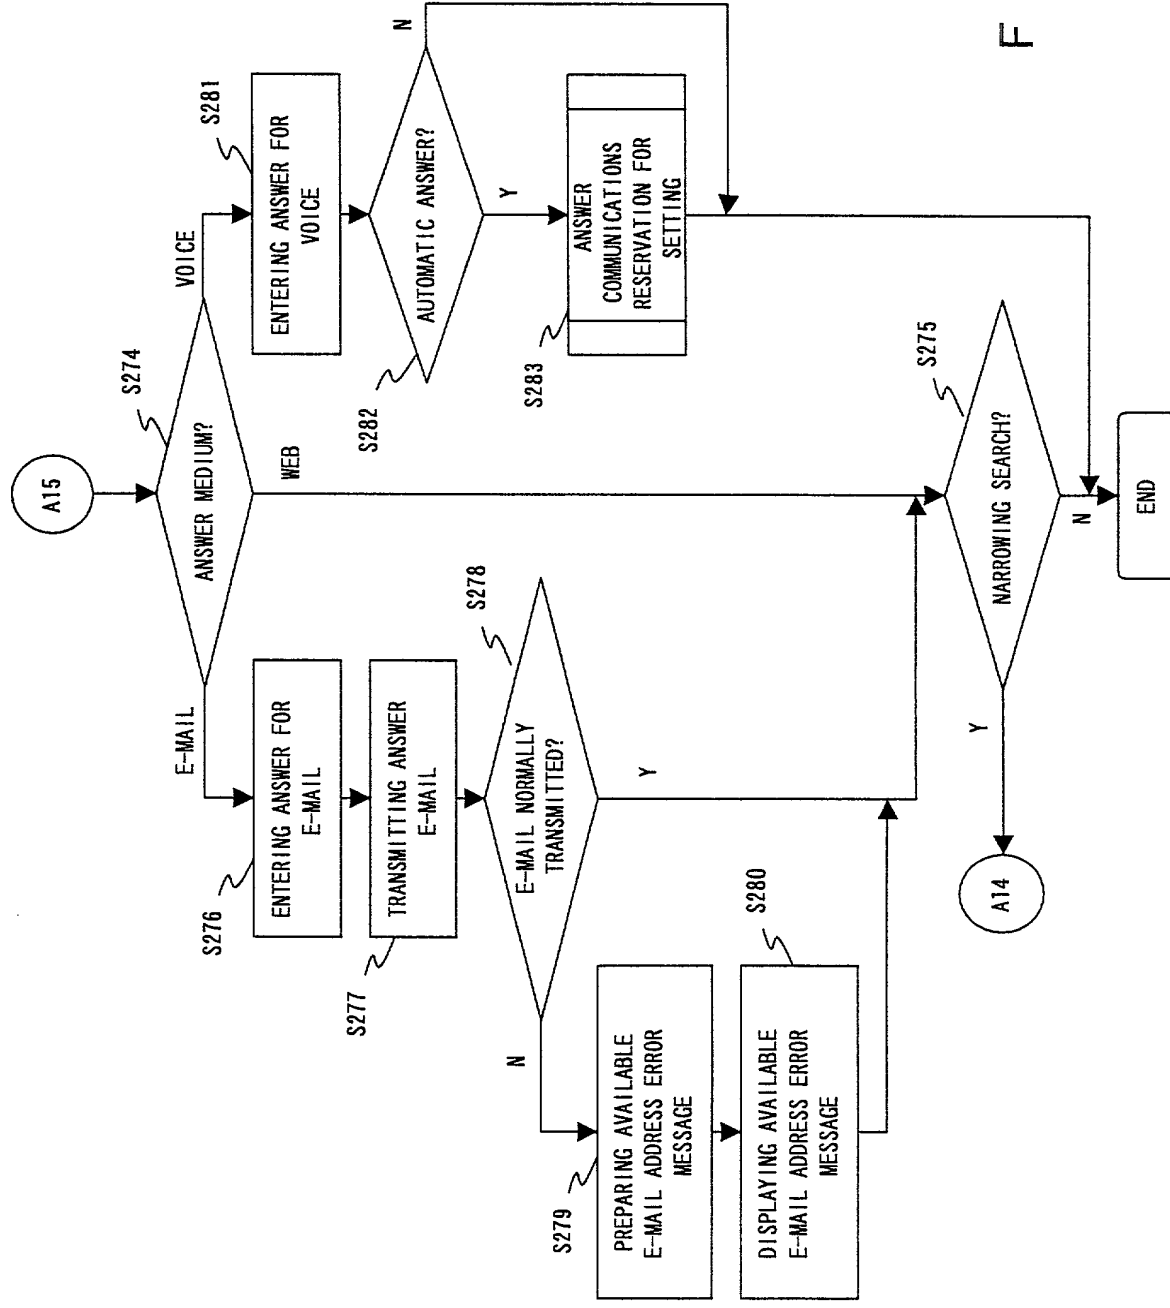 A15
S274
ANSWER MEDIUM?
E-MAIL
WEB
VOICE
S276
ENTERING ANSWER FOR
E-MAIL
S277
TRANSMITTING ANSWER
E-MAIL
S278
E-MAIL NORMALLY
TRANSMITTED?
N
Y
S279
PREPARING AVAILABLE
E-MAIL ADDRESS ERROR
MESSAGE
S280
DISPLAYING AVAILABLE
E-MAIL ADDRESS ERROR
MESSAGE
S281
ENTERING ANSWER FOR
VOICE
S282
AUTOMATIC ANSWER?
N
Y
S283
ANSWER
COMMUNICATIONS
RESERVATION FOR
SETTING
S275
NARROWING SEARCH?
Y
N
A14
END
F